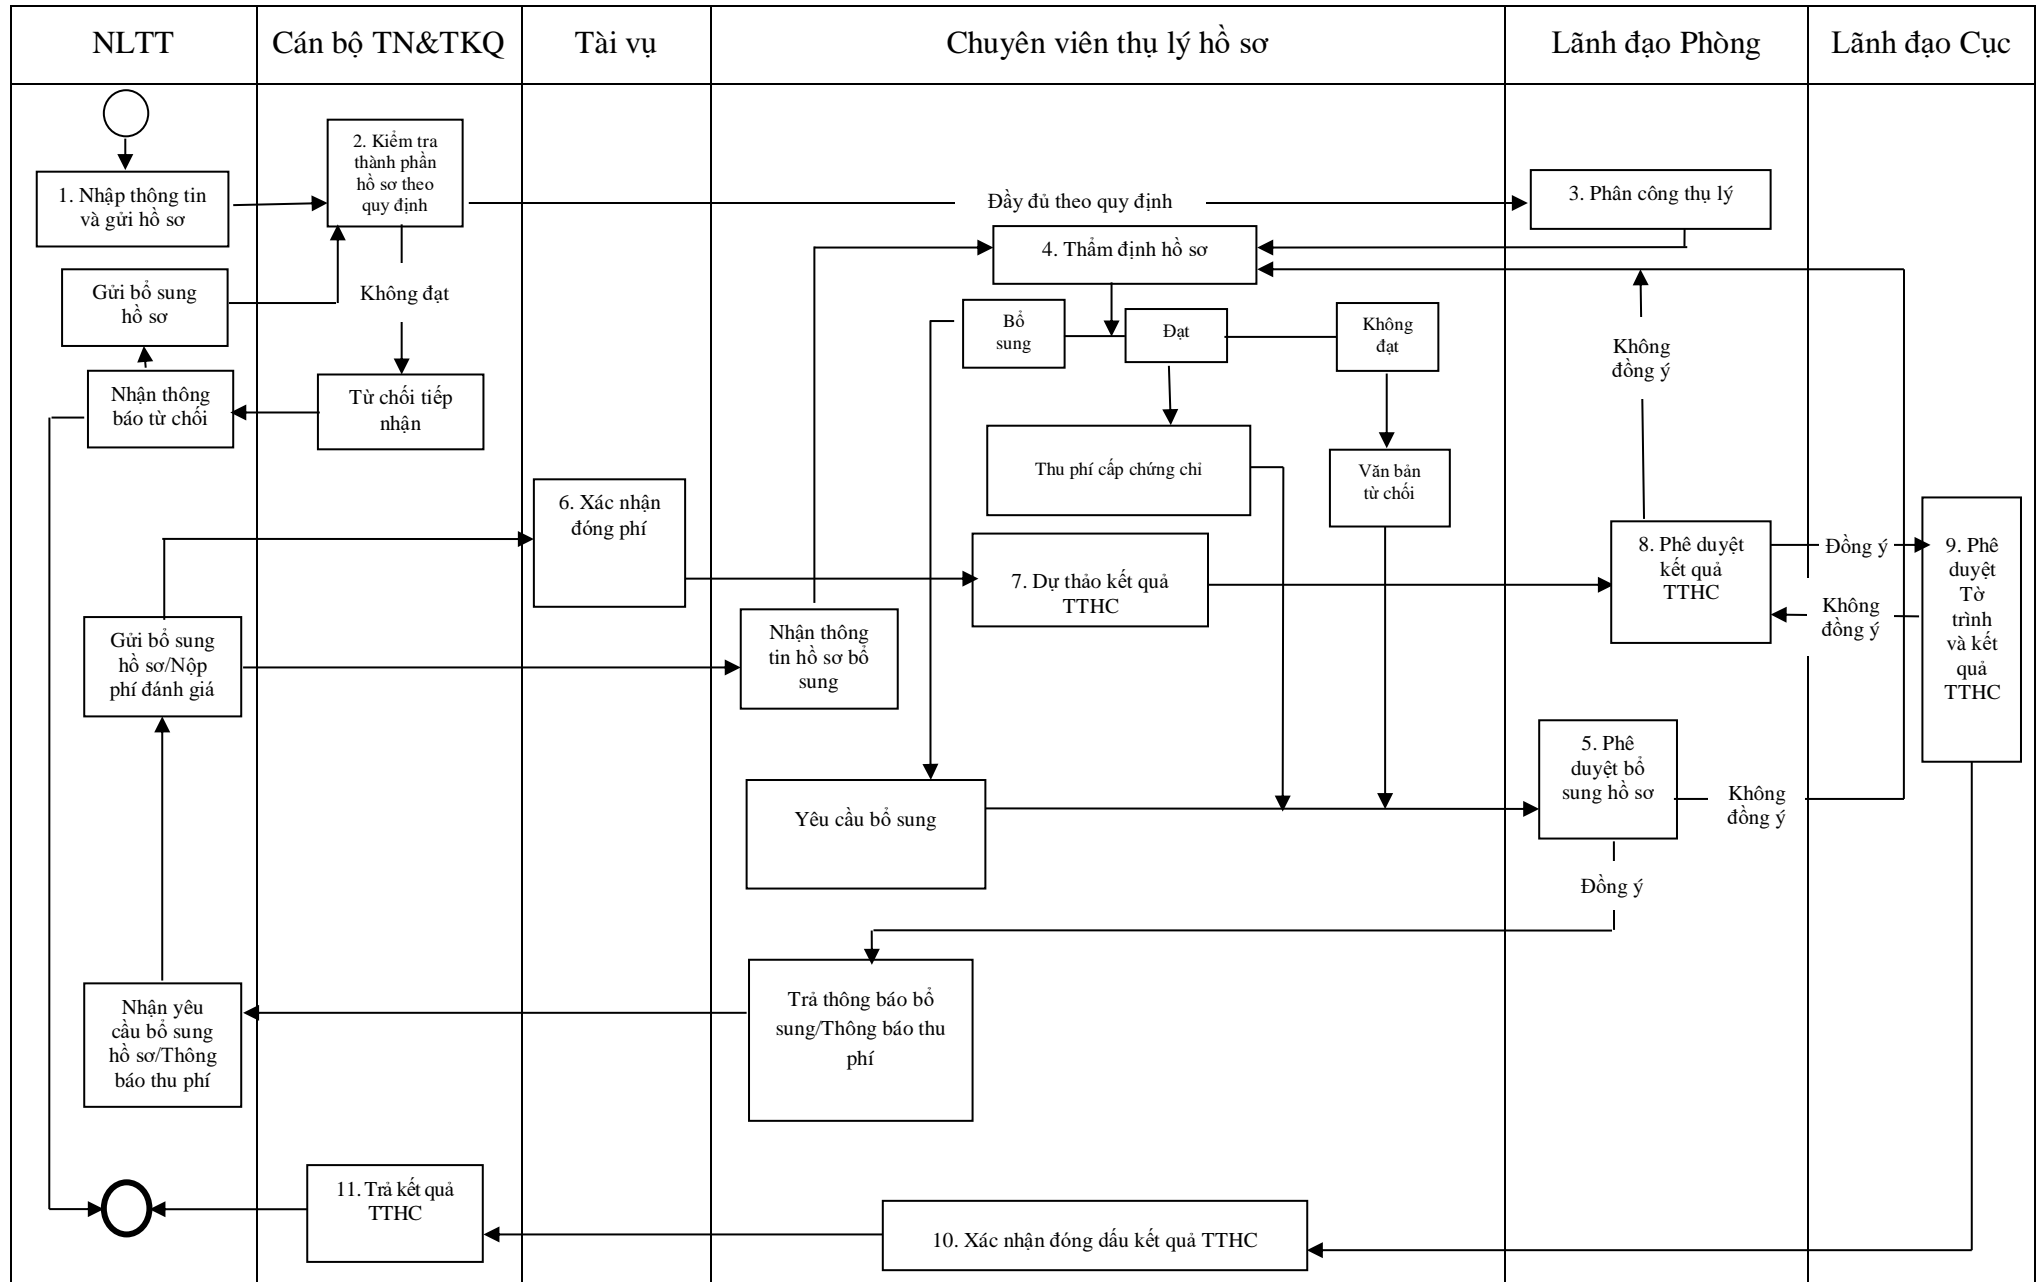 NLTT
Cán bộ TN&TKQ
Tài vụ
Chuyên viên thụ lý hồ sơ
Lãnh đạo Phòng
Lãnh đạo Cục
1. Nhập thông tin
và gửi hồ sơ
2. Kiểm tra
thành phần
hồ sơ theo
quy định
Đầy đủ theo quy định
3. Phân công thụ lý
4. Thẩm định hồ sơ
Gửi bổ sung
hồ sơ
Không đạt
Bổ
sung
Đạt
Không
đạt
Không
đồng ý
Nhận thông
báo từ chối
Từ chối tiếp
nhận
Thu phí cấp chứng chỉ
Văn bản
từ chối
6. Xác nhận
đóng phí
7. Dự thảo kết quả
TTHC
8. Phê duyệt
kết quả
TTHC
Đồng ý
Không
đồng ý
9. Phê
duyệt
Tờ
trình
và kết
quả
TTHC
Gửi bổ sung
hồ sơ/Nộp
phí đánh giá
Nhận thông
tin hồ sơ bổ
sung
Yêu cầu bổ sung
5. Phê
duyệt bổ
sung hồ sơ
Không
đồng ý
Đồng ý
Trả thông báo bổ
sung/Thông báo thu
phí
Nhận yêu
cầu bổ sung
hồ sơ/Thông
báo thu phí
11. Trả kết quả
TTHC
10. Xác nhận đóng dấu kết quả TTHC